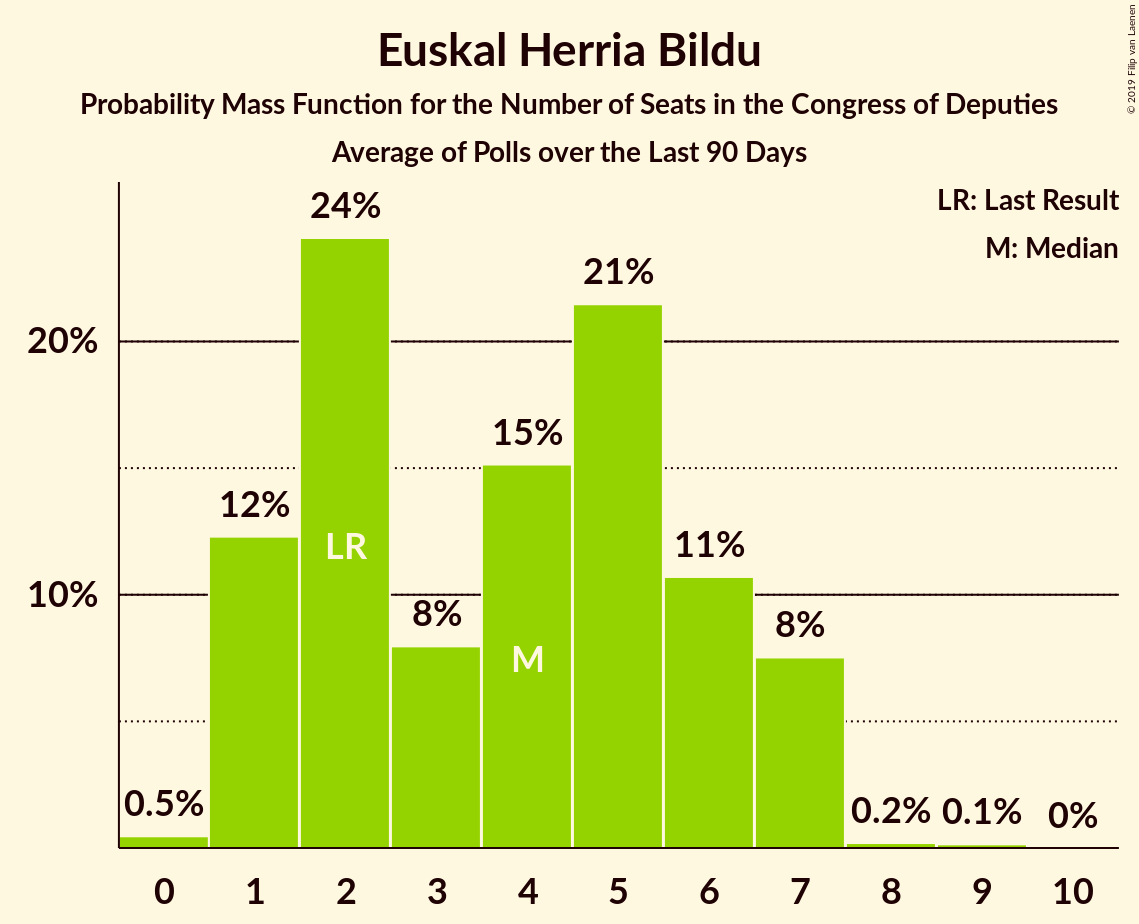 Euskal Herria Bildu
Probability Mass Function for the Number of Seats in the Congress of Deputies
Average of Polls over the Last 90 Days
© 2019 Filip van Laenen
LR: Last Result
M: Median
24%
21%
20%
15%
12%
LR
11%
10%
8%
8%
M
0.5%
0.2%
0.1%
0%
0 1 2 3 4 5 6 7 8 9 10